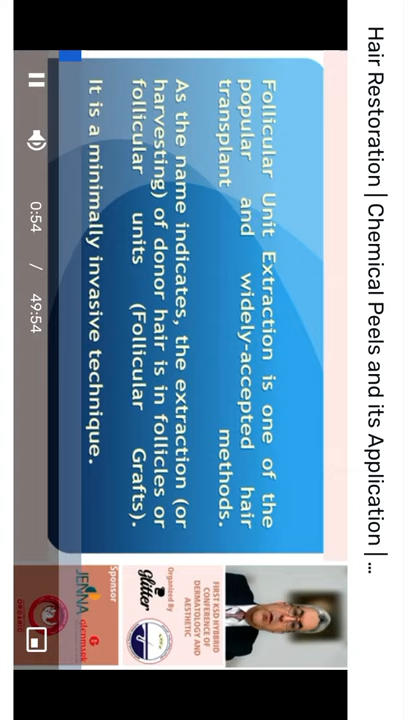 Hair Restoration | Chemical Peels and its Application | ...
Follicular Unit Extraction is one of the
popular and widely-accepted hair
transplant methods.
As the name indicates, the extraction (or
harvesting) of donor hair is in follicles or
follicular units (Follicular Grafts).
It is a minimally invasive technique.
FIRST KSD HYBBRID
CONFERENCE OF
DERMATOLOGY AND
AESTHETIC
Organized By
glitter
Sponsor
JENNA
glenmark
ORGANIC
0:54 / 49:54